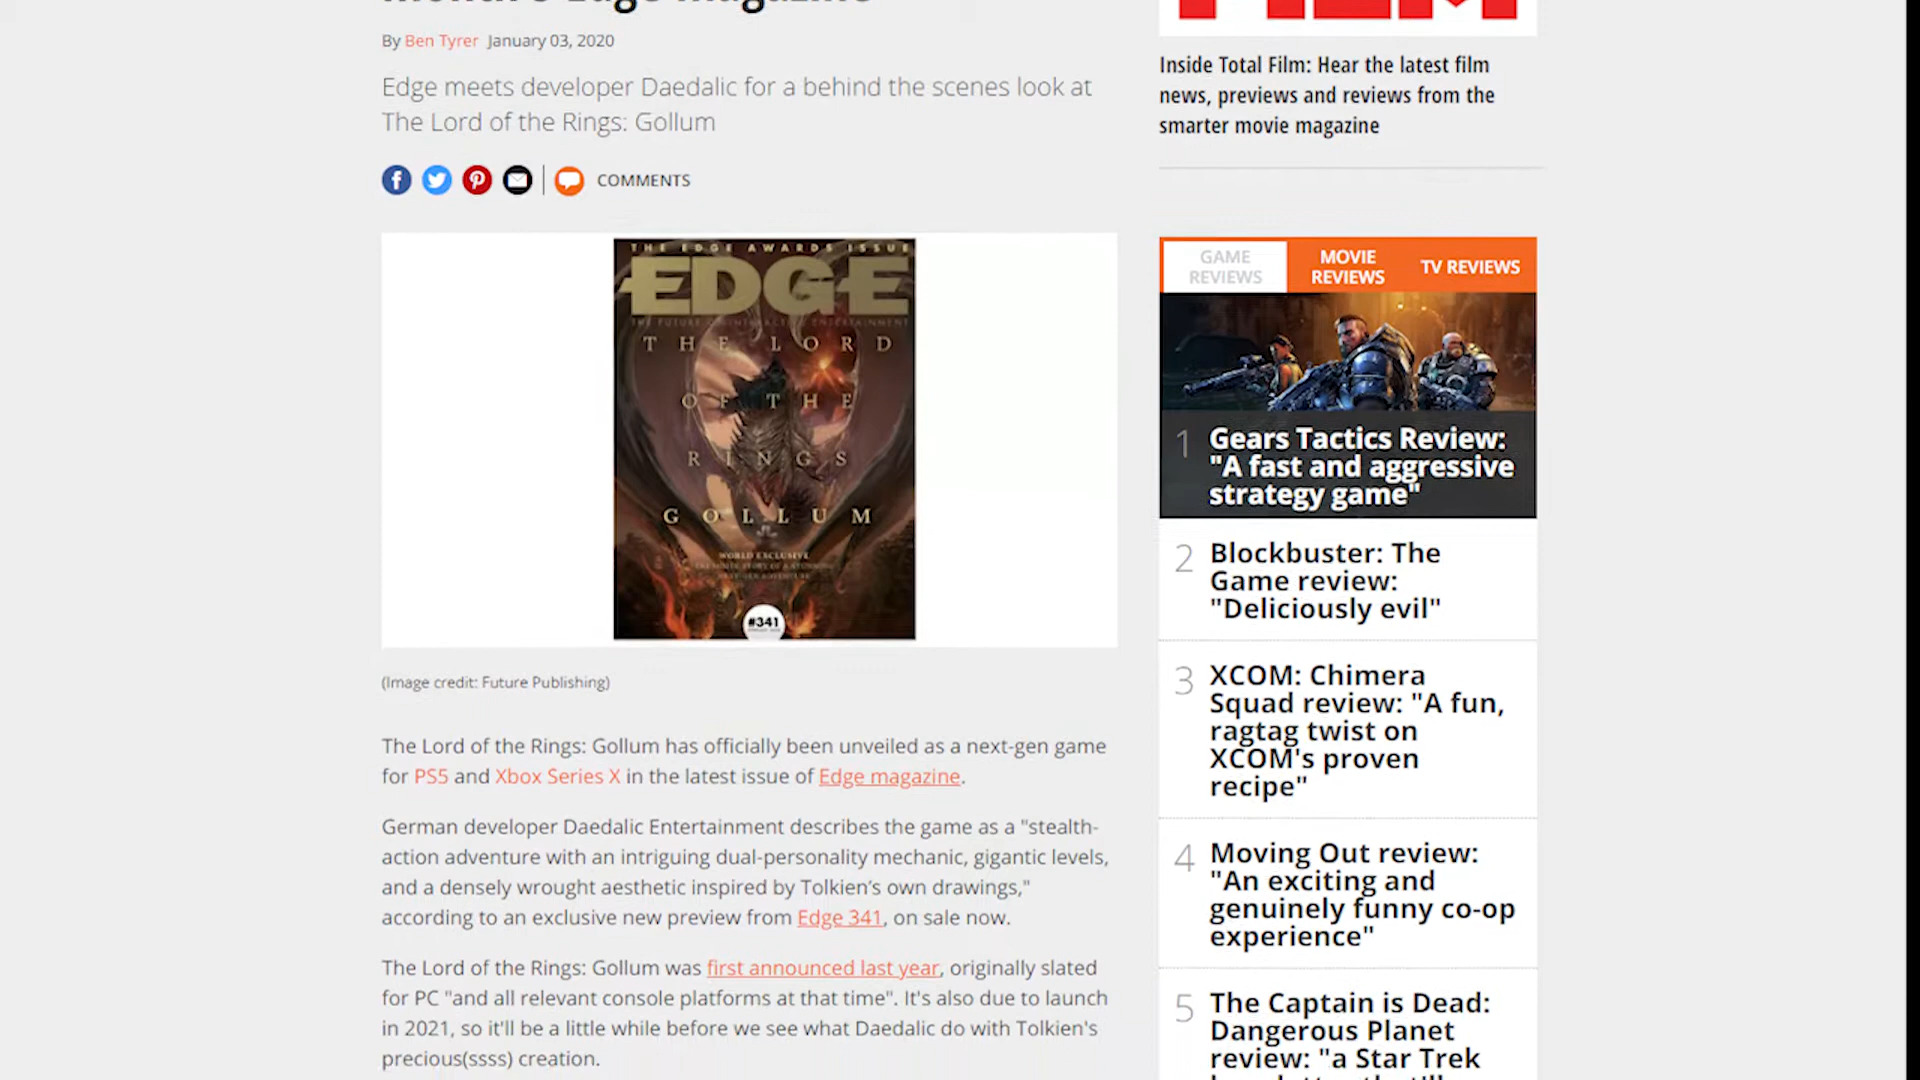 Month's Edge magazine
By Ben Tyrer January 03, 2020
Edge meets developer Daedalic for a behind the scenes look at
The Lord of the Rings: Gollum
COMMENTS
THE EDGE AWARDS ISSUE
EDGE
THE FUTURE OF INTERACTIVE ENTERTAINMENT
THE LORD
OF THE
RINGS
GOLLUM
WORLD EXCLUSIVE
#341
(Image credit: Future Publishing)
The Lord of the Rings: Gollum has officially been unveiled as a next-gen game
for PS5 and Xbox Series X in the latest issue of Edge magazine.
German developer Daedalic Entertainment describes the game as a "stealth-
action adventure with an intriguing dual-personality mechanic, gigantic levels,
and a densely wrought aesthetic inspired by Tolkien's own drawings,"
according to an exclusive new preview from Edge 341, on sale now.
The Lord of the Rings: Gollum was first announced last year, originally slated
for PC "and all relevant console platforms at that time". It's also due to launch
in 2021, so it'll be a little while before we see what Daedalic do with Tolkien's
precious(ssss) creation.
FILM
Inside Total Film: Hear the latest film
news, previews and reviews from the
smarter movie magazine
GAME
REVIEWS
MOVIE
REVIEWS
TV REVIEWS
1 Gears Tactics Review:
"A fast and aggressive
strategy game"
2 Blockbuster: The
Game review:
"Deliciously evil"
3 XCOM: Chimera
Squad review: "A fun,
ragtag twist on
XCOM's proven
recipe"
4 Moving Out review:
"An exciting and
genuinely funny co-op
experience"
5 The Captain is Dead:
Dangerous Planet
review: "a Star Trek